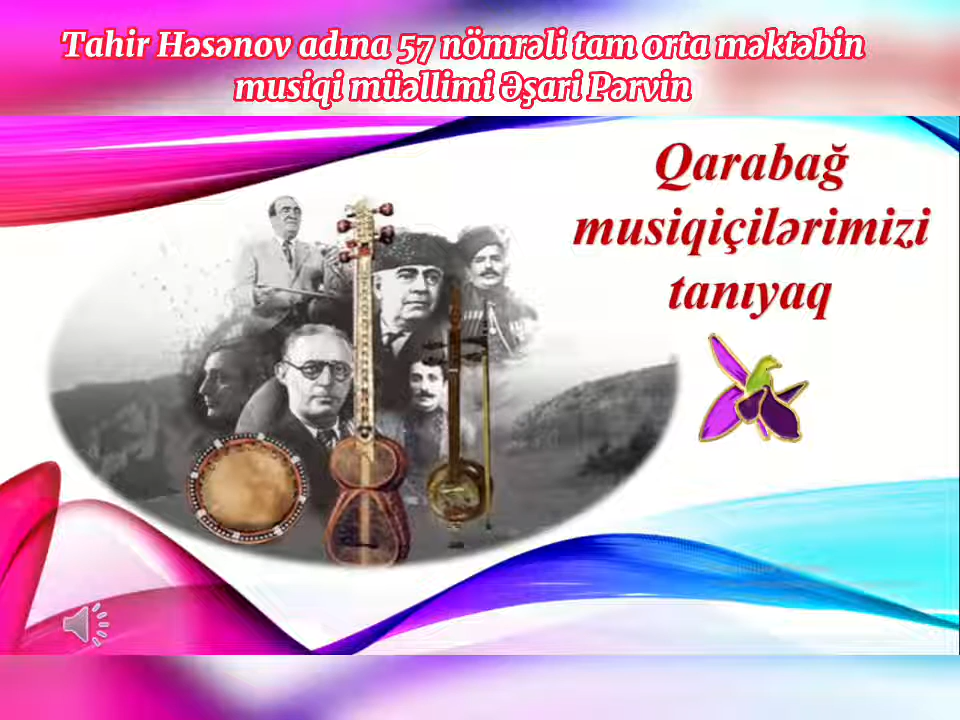 Tahir Həsənov adına 57 nömrəli tam orta məktəbin
musiqi müəllimi Əşari Pərvin
Qarabağ
musiqiçilərimizi
tanıyaq